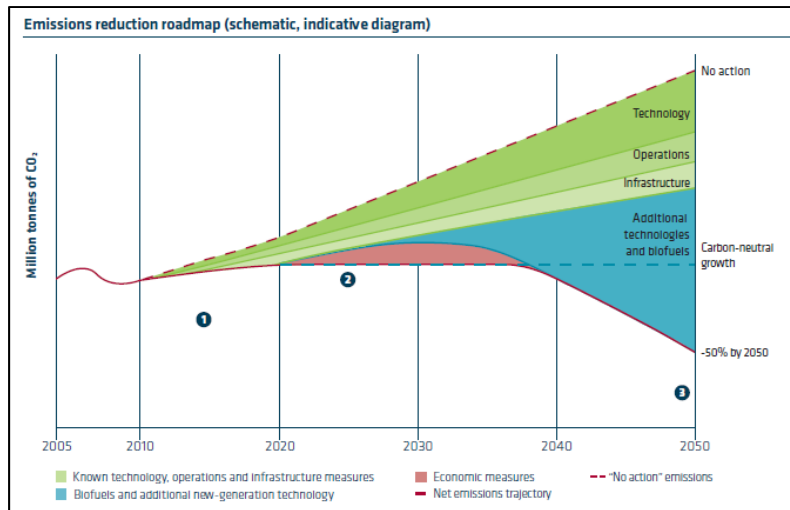 Emissions reduction roadmap (schematic, indicative diagram)
Million tonnes of CO₂
No action
Technology
Operations
Infrastructure
Additional
technologies
and biofuels
Carbon-neutral
growth
-50% by 2050
1
2
3
2005 2010 2020 2030 2040 2050
Known technology, operations and infrastructure measures
Economic measures
"No action" emissions
Biofuels and additional new-generation technology
Net emissions trajectory